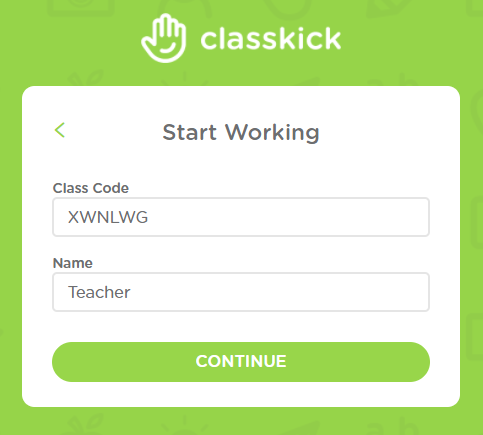 classkick
Start Working
Class Code
XWNLWG
Name
Teacher
CONTINUE